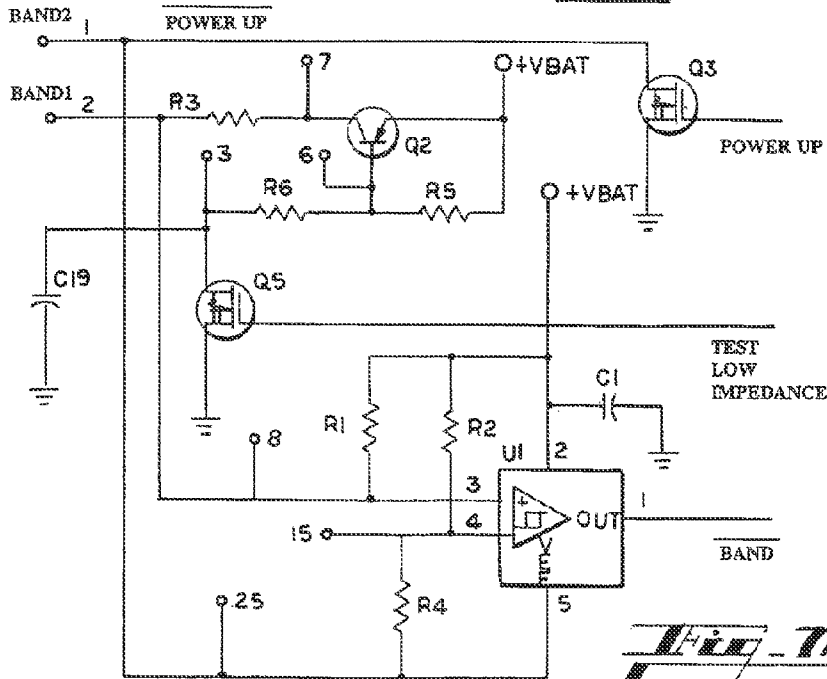 BAND2
1
POWER UP
7
+VBAT
Q3
BAND1
2
R3
Q2
POWER UP
3
6
R6
R5
+VBAT
C19
Q5
TEST
LOW
IMPEDANCE
C1
R1
R2
8
U1
2
3
+
OUT
1
15
4
BAND
R4
5
25